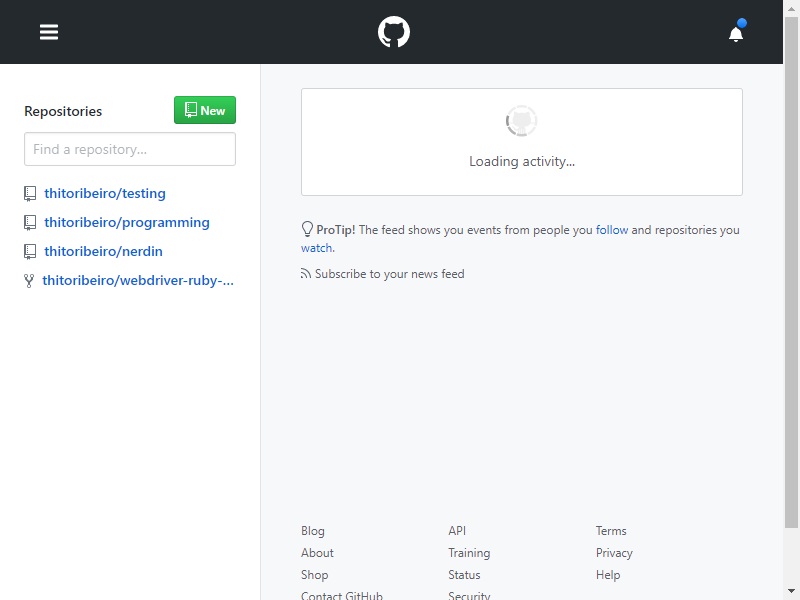 Repositories
New
Find a repository...
thitoribeiro/testing
thitoribeiro/programming
thitoribeiro/nerdin
thitoribeiro/webdriver-ruby-...
Loading activity...
ProTip! The feed shows you events from people you follow and repositories you
watch.
Subscribe to your news feed
Blog API Terms
About Training Privacy
Shop Status Help
Contact GitHub Security